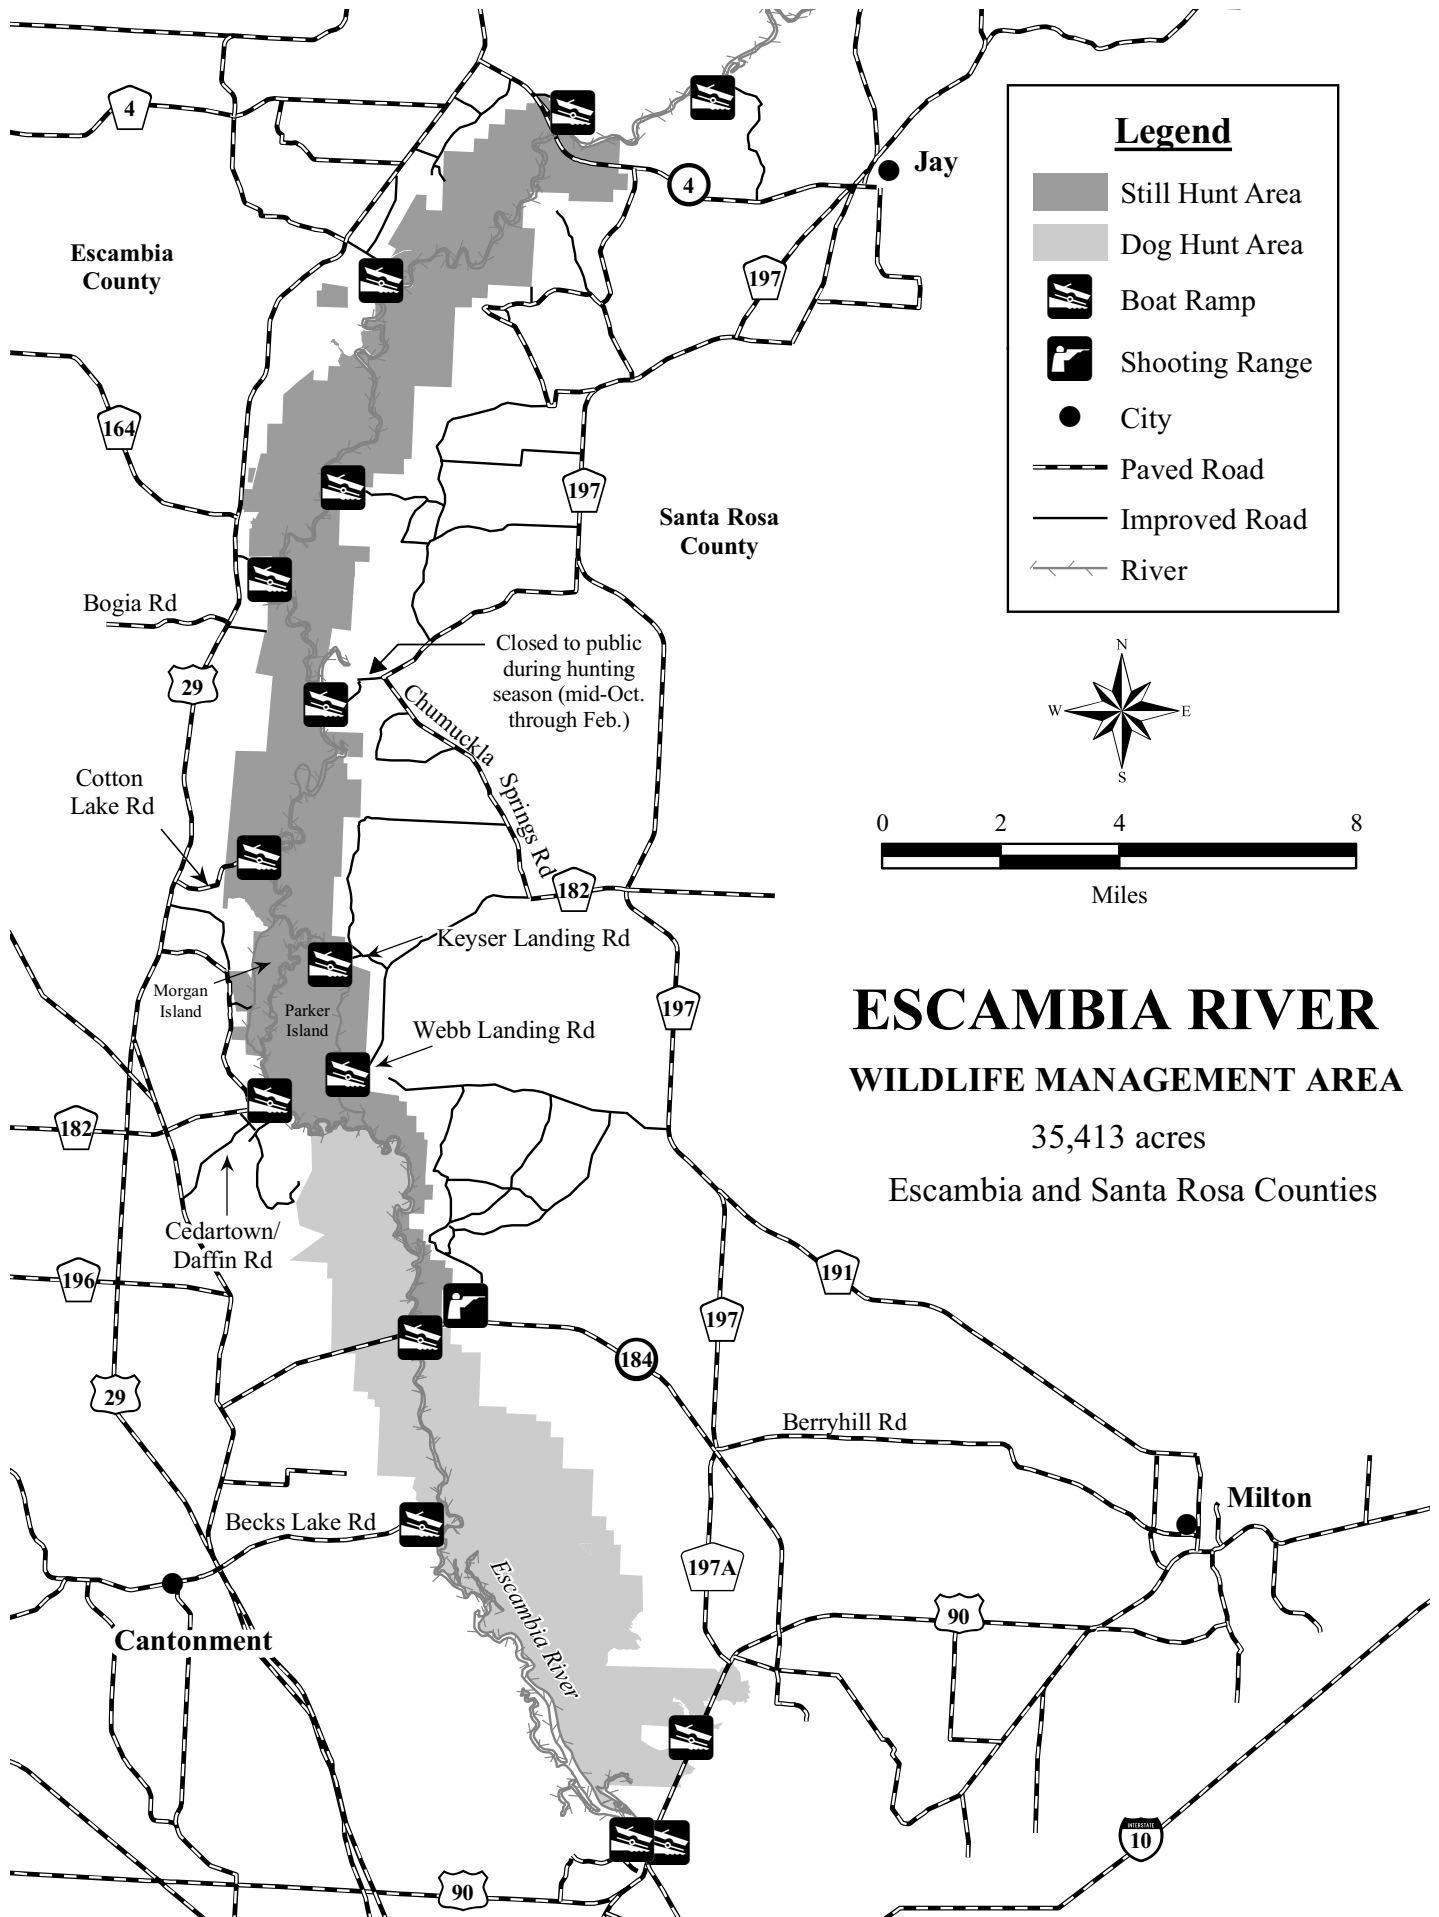 Legend
Still Hunt Area
Dog Hunt Area
Boat Ramp
Shooting Range
City
Paved Road
Improved Road
River
4
4
Jay
Escambia
County
197
164
197
Santa Rosa
County
Bogia Rd
29
Closed to public
during hunting
season (mid-Oct.
through Feb.)
Chumuckla
Springs Rd
N
W
E
S
Cotton
Lake Rd
0
2
4
8
Miles
182
Keyser Landing Rd
Morgan
Island
Parker
Island
Webb Landing Rd
197
ESCAMBIA RIVER
WILDLIFE MANAGEMENT AREA
35,413 acres
Escambia and Santa Rosa Counties
182
Cedartown/
Daffin Rd
196
191
197
184
29
Berryhill Rd
Milton
Becks Lake Rd
197A
Escambia River
Cantonment
90
INTERSTATE
10
90